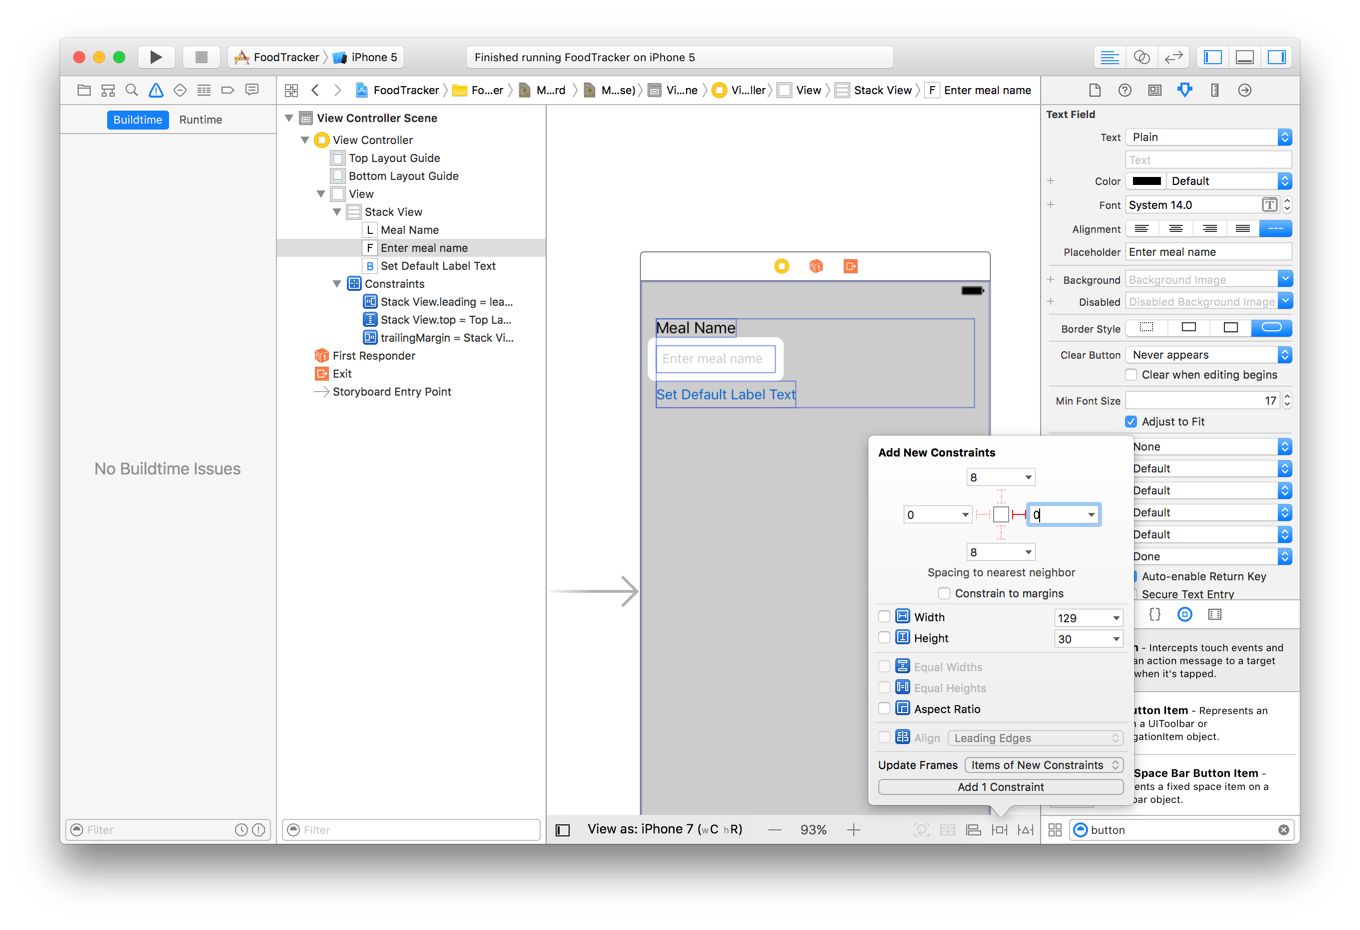 FoodTracker
iPhone 5
Finished running FoodTracker on iPhone 5
FoodTracker
Fo...er
M...rd
M...se)
Vi...ne
Vi...ller
View
Stack View
F
Enter meal name
Buildtime
Runtime
No Buildtime Issues
Filter
View Controller Scene
View Controller
Top Layout Guide
Bottom Layout Guide
View
Stack View
L Meal Name
F Enter meal name
B Set Default Label Text
Constraints
Stack View.leading = lea...
Stack View.top = Top La...
trailingMargin = Stack Vi...
First Responder
Exit
Storyboard Entry Point
Filter
Meal Name
Enter meal name
Set Default Label Text
View as: iPhone 7 (wC hR)
93%
Add New Constraints
8
0
0
8
Spacing to nearest neighbor
Constrain to margins
Width 129
Height 30
Equal Widths
Equal Heights
Aspect Ratio
Align Leading Edges
Update Frames Items of New Constraints
Add 1 Constraint
Text Field
Text Plain
Text
Color Default
Font System 14.0
Alignment
Placeholder Enter meal name
Background Background Image
Disabled Disabled Background Image
Border Style
Clear Button Never appears
Clear when editing begins
Min Font Size 17
Adjust to Fit
None
Default
Default
Default
Default
Done
Auto-enable Return Key
Secure Text Entry
{}
n - Intercepts touch events and
an action message to a target
when it's tapped.
utton Item - Represents an
n a UIToolbar or
gationItem object.
Space Bar Button Item -
ents a fixed space item on a
bar object.
button